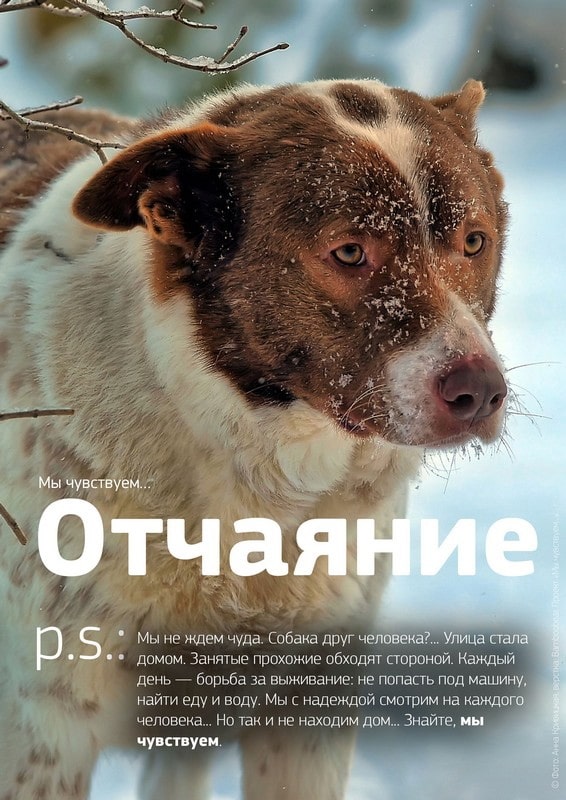 Мы чувствуем...
Отчаяние
p.s.:
Мы не ждем чуда. Собака друг человека?... Улица стала
домом. Занятые прохожие обходят стороной. Каждый
день — борьба за выживание: не попасть под машину,
найти еду и воду. Мы с надеждой смотрим на каждого
человека... Но так и не находим дом... Знайте, мы
чувствуем.